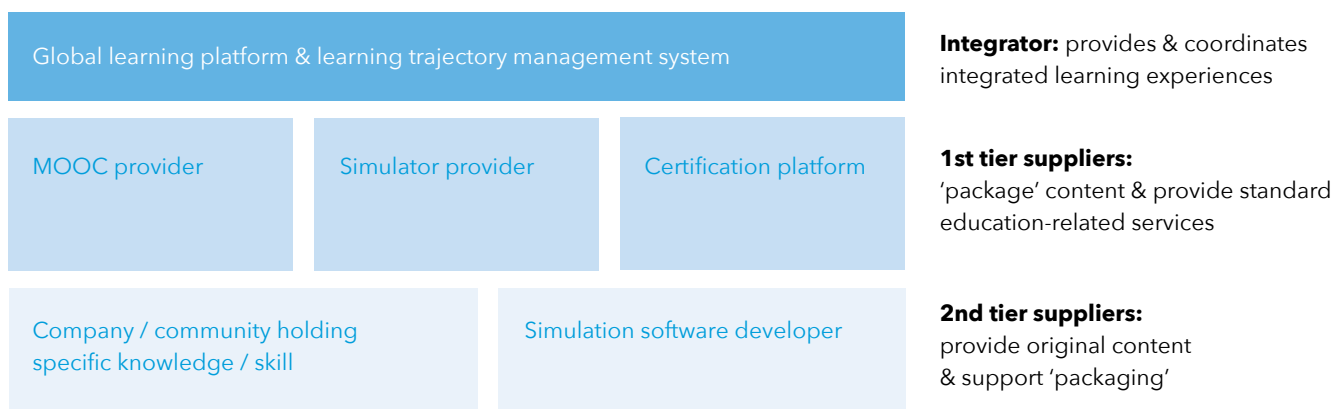 Global learning platform & learning trajectory management system
Integrator: provides & coordinates
integrated learning experiences
MOOC provider
Simulator provider
Certification platform
1st tier suppliers:
‘package’ content & provide standard
education-related services
Company / community holding
specific knowledge / skill
Simulation software developer
2nd tier suppliers:
provide original content
& support ‘packaging’